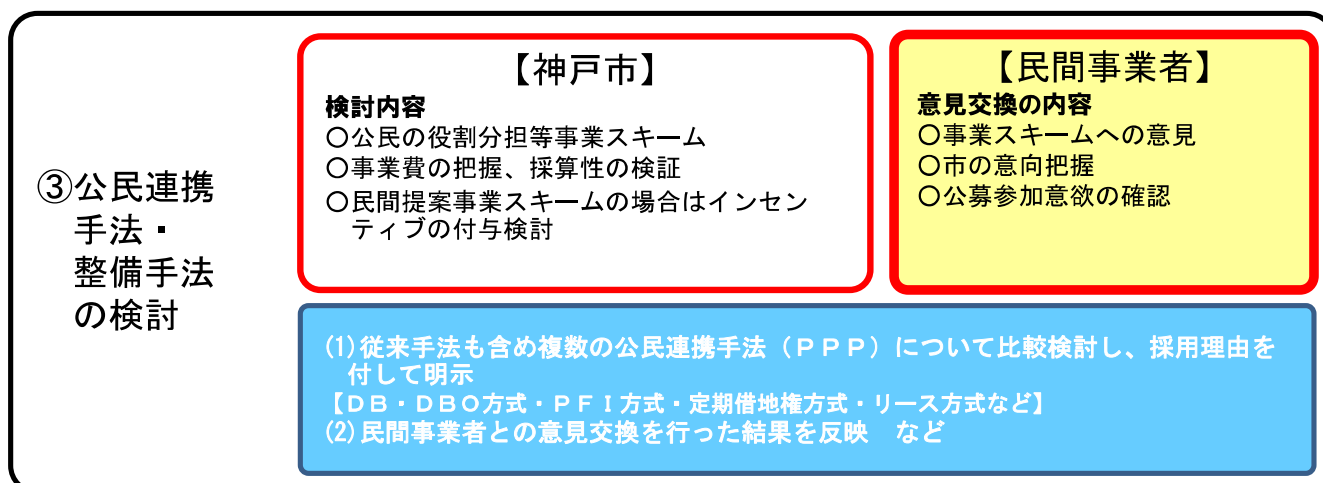 ③公民連携
手法・
整備手法
の検討
【神戸市】
検討内容
○公民の役割分担等事業スキーム
○事業費の把握、採算性の検証
○民間提案事業スキームの場合はインセン
ティブの付与検討
【民間事業者】
意見交換の内容
○事業スキームへの意見
○市の意向把握
○公募参加意欲の確認
⑴従来手法も含め複数の公民連携手法（ＰＰＰ）について比較検討し、採用理由を
付して明示
【ＤＢ・ＤＢＯ方式・ＰＦＩ方式・定期借地権方式・リース方式など】
⑵民間事業者との意見交換を行った結果を反映　など